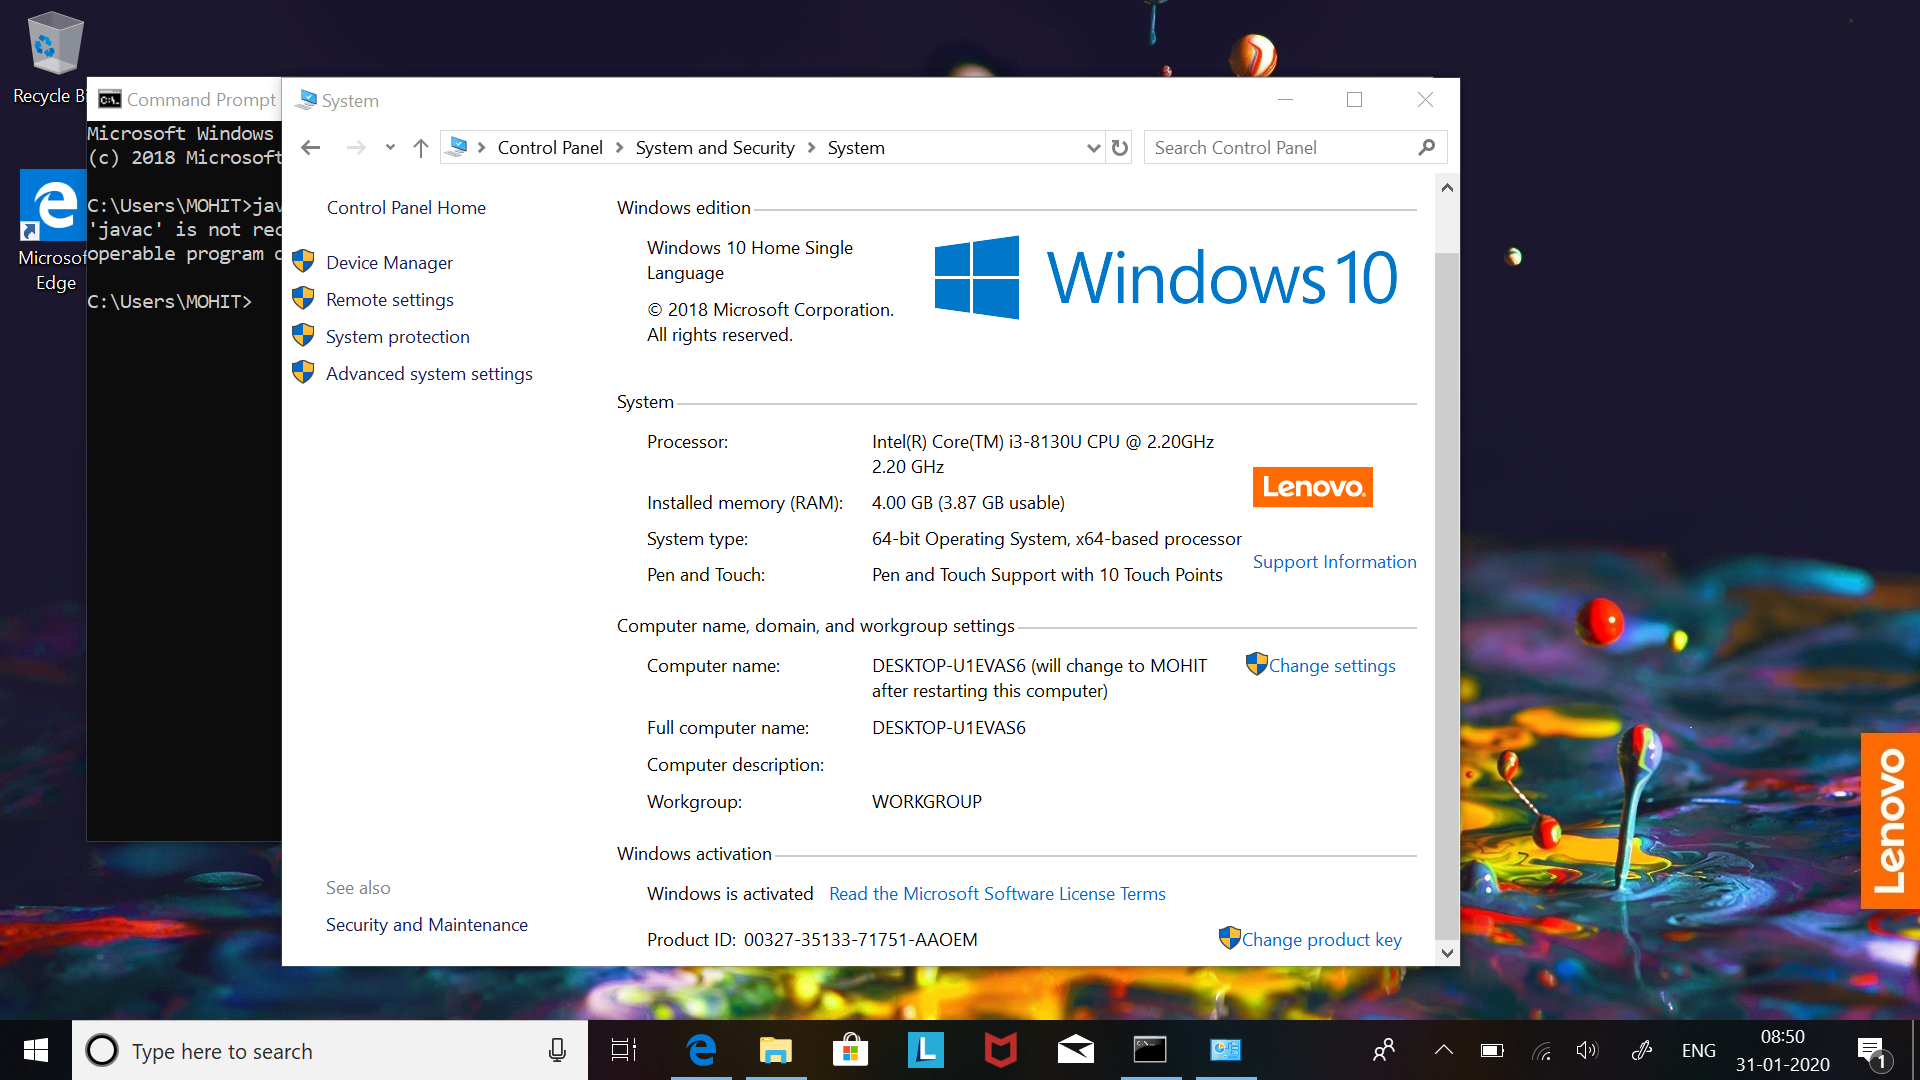 Recycle Bi
Microsof
Edge
Command Prompt
Microsoft Windows
(c) 2018 Microsoft
C:\Users\MOHIT>jav
'javac' is not rec
operable program o
C:\Users\MOHIT>
System
Control Panel > System and Security > System
Search Control Panel
Control Panel Home
Device Manager
Remote settings
System protection
Advanced system settings
See also
Security and Maintenance
Windows edition
Windows 10 Home Single
Language
© 2018 Microsoft Corporation.
All rights reserved.
Windows 10
System
Processor: Intel(R) Core(TM) i3-8130U CPU @ 2.20GHz
2.20 GHz
Installed memory (RAM): 4.00 GB (3.87 GB usable)
System type: 64-bit Operating System, x64-based processor
Pen and Touch: Pen and Touch Support with 10 Touch Points
Lenovo
Support Information
Computer name, domain, and workgroup settings
Computer name: DESKTOP-U1EVAS6 (will change to MOHIT
after restarting this computer)
Change settings
Full computer name: DESKTOP-U1EVAS6
Computer description:
Workgroup: WORKGROUP
Windows activation
Windows is activated Read the Microsoft Software License Terms
Product ID: 00327-35133-71751-AAOEM
Change product key
Lenovo
Type here to search
L
ENG
08:50
31-01-2020
1